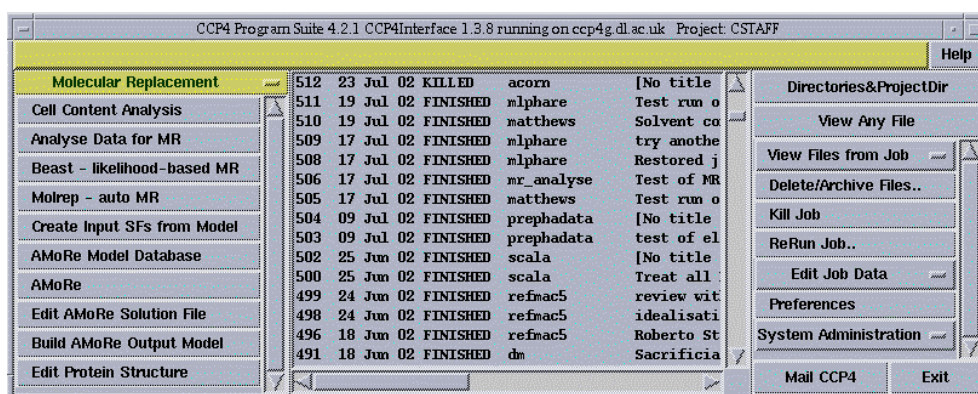 CCP4 Program Suite 4.2.1 CCP4Interface 1.3.8 running on ccp4g.dl.ac.uk Project: CSTAFF
Help
Molecular Replacement
Cell Content Analysis
Analyse Data for MR
Beast - likelihood-based MR
Molrep - auto MR
Create Input SFs from Model
AMoRe Model Database
AMoRe
Edit AMoRe Solution File
Build AMoRe Output Model
Edit Protein Structure
512 23 Jul 02 KILLED acorn [No title
511 19 Jul 02 FINISHED mlphare Test run o
510 19 Jul 02 FINISHED matthews Solvent co
509 17 Jul 02 FINISHED mlphare try anothe
508 17 Jul 02 FINISHED mlphare Restored j
506 17 Jul 02 FINISHED mr_analyse Test of MR
505 17 Jul 02 FINISHED matthews Test run o
504 09 Jul 02 FINISHED prephadata [No title
503 09 Jul 02 FINISHED prephadata test of el
502 25 Jun 02 FINISHED scala [No title
500 25 Jun 02 FINISHED scala Treat all
499 24 Jun 02 FINISHED refmac5 review wit
498 24 Jun 02 FINISHED refmac5 idealisati
496 18 Jun 02 FINISHED refmac5 Roberto St
491 18 Jun 02 FINISHED dm Sacrificia
Directories&ProjectDir
View Any File
View Files from Job
Delete/Archive Files..
Kill Job
ReRun Job..
Edit Job Data
Preferences
System Administration
Mail CCP4
Exit